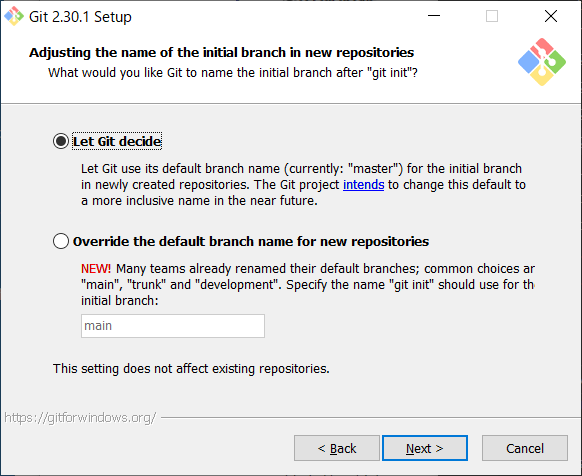 Git 2.30.1 Setup
Adjusting the name of the initial branch in new repositories
What would you like Git to name the initial branch after "git init"?
Let Git decide
Let Git use its default branch name (currently: "master") for the initial branch
in newly created repositories. The Git project intends to change this default to
a more inclusive name in the near future.
Override the default branch name for new repositories
NEW! Many teams already renamed their default branches; common choices ar
"main", "trunk" and "development". Specify the name "git init" should use for the
initial branch:
main
This setting does not affect existing repositories.
https://gitforwindows.org/
< Back
Next >
Cancel